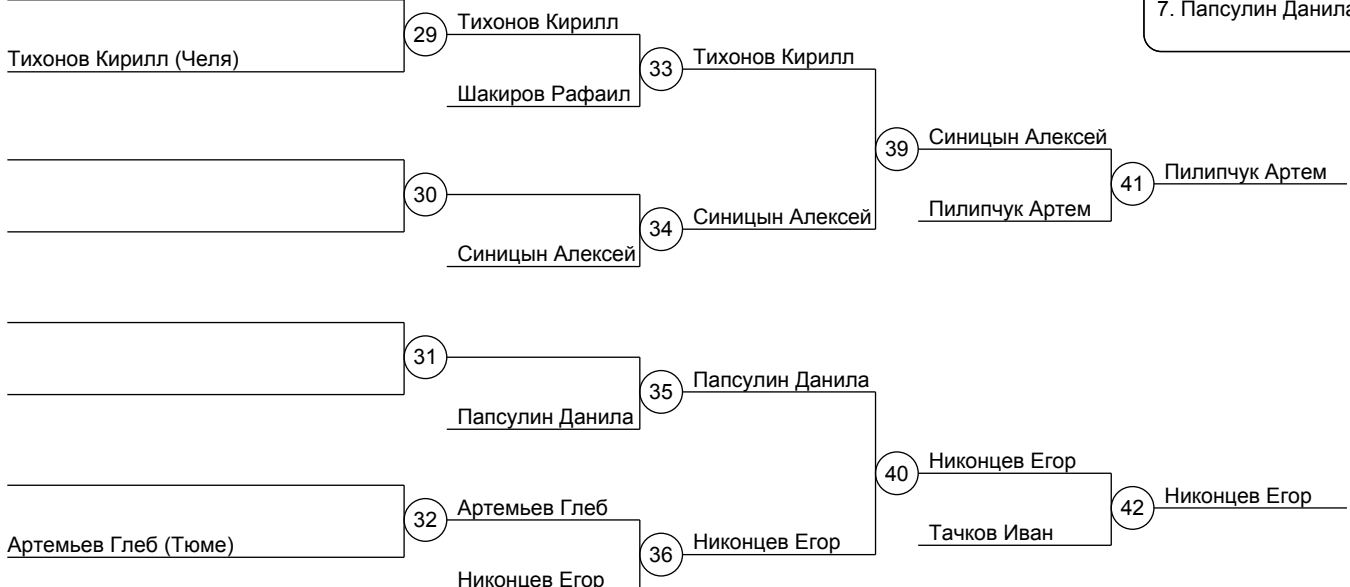 7. Папсулин Данила
29
Тихонов Кирилл
Тихонов Кирилл (Челя)
33
Тихонов Кирилл
Шакиров Рафаил
39
Синицын Алексей
41
Пилипчук Артем
30
Пилипчук Артем
34
Синицын Алексей
Синицын Алексей
31
35
Папсулин Данила
Папсулин Данила
40
Никонцев Егор
32
Артемьев Глеб
42
Никонцев Егор
Артемьев Глеб (Тюме)
36
Никонцев Егор
Тачков Иван
Никонцев Егор